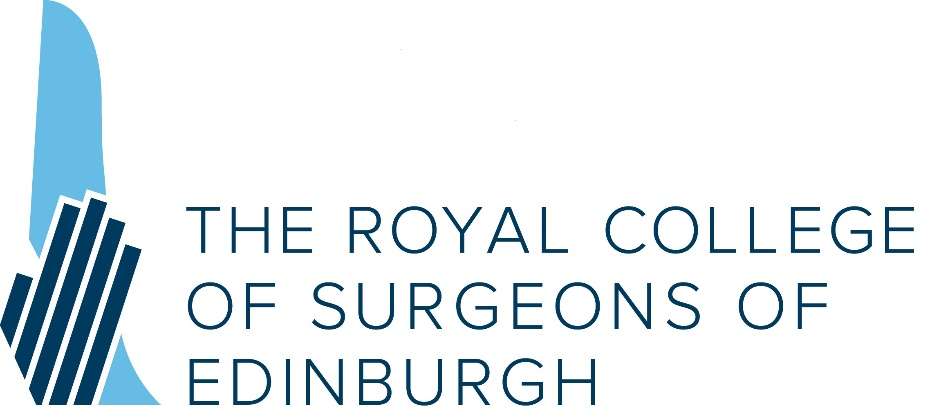 THE ROYAL COLLEGE
OF SURGEONS OF
EDINBURGH